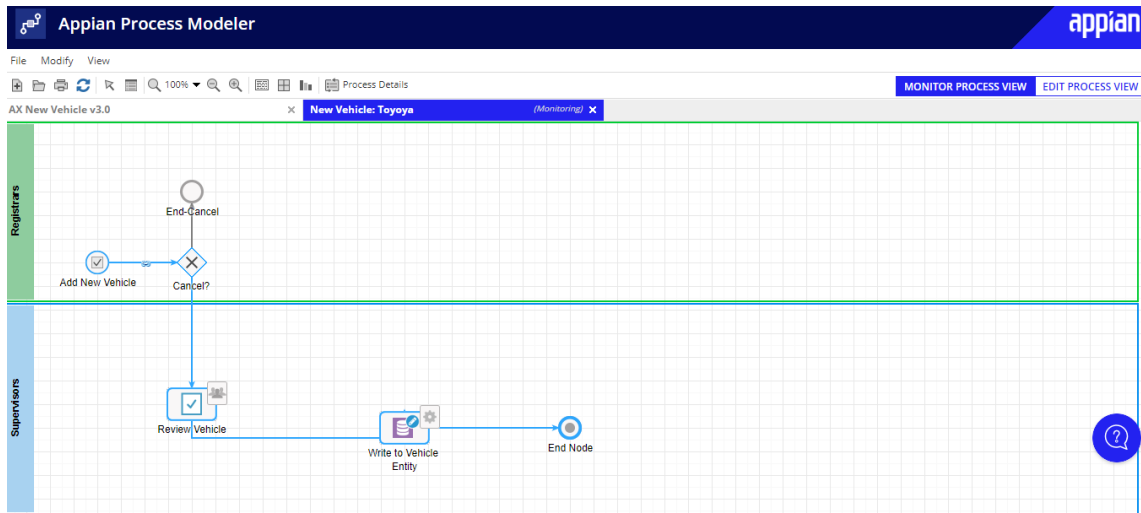 Appian Process Modeler
appian
File Modify View
100% Process Details
MONITOR PROCESS VIEW EDIT PROCESS VIEW
AX New Vehicle v3.0
New Vehicle: Toyoya (Monitoring)
Registrars
End-Cancel
Add New Vehicle
Cancel?
Supervisors
Review Vehicle
Write to Vehicle
Entity
End Node